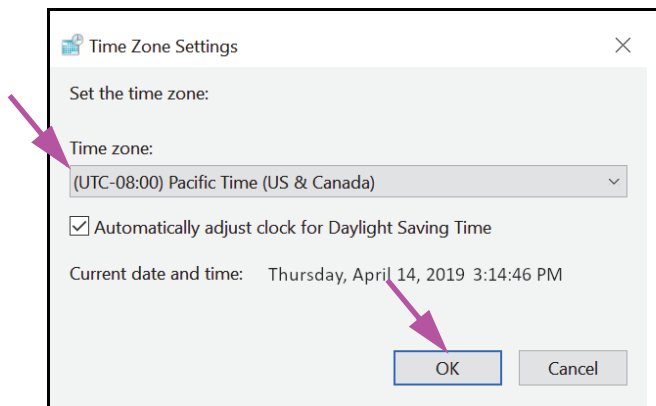 Time Zone Settings
Set the time zone:
Time zone:
(UTC-08:00) Pacific Time (US & Canada)
Automatically adjust clock for Daylight Saving Time
Current date and time: Thursday, April 14, 2019 3:14:46 PM
OK Cancel